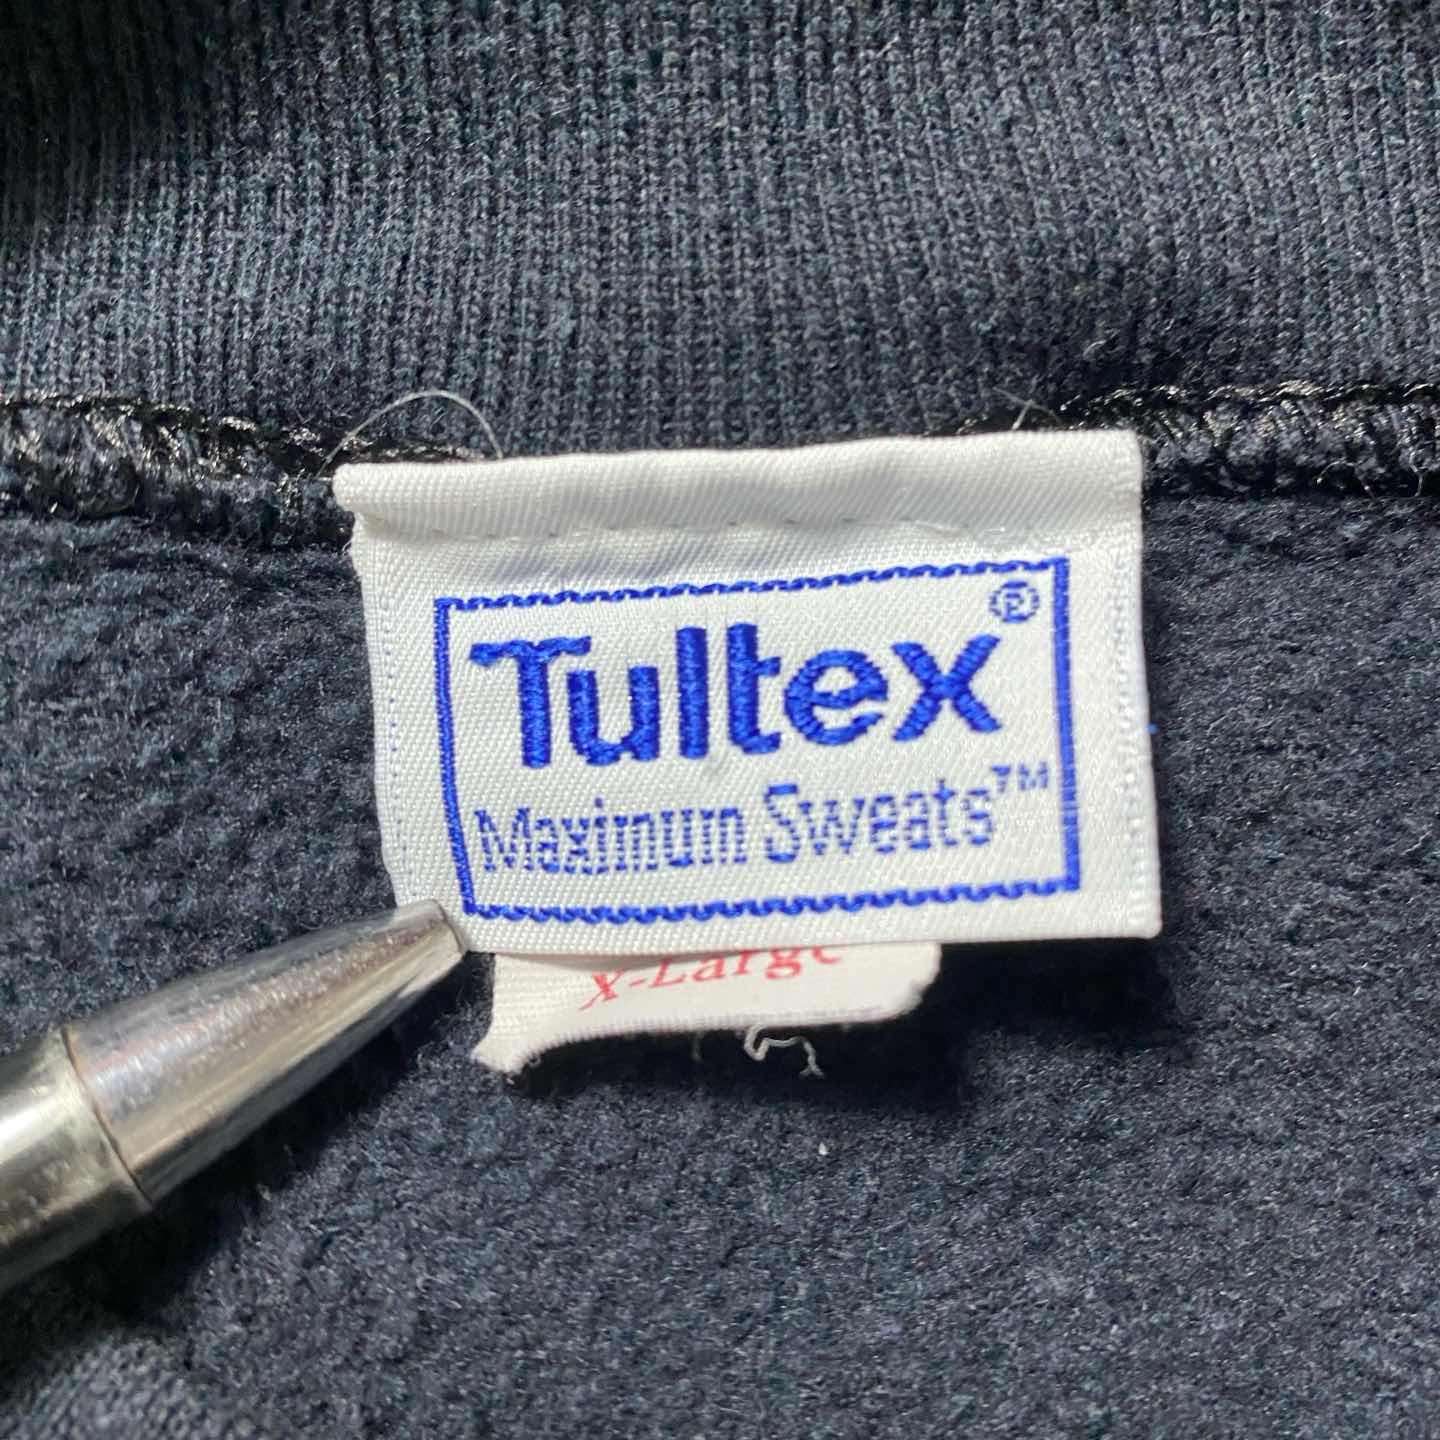 Tultex®
Maximum Sweats™
X-Large